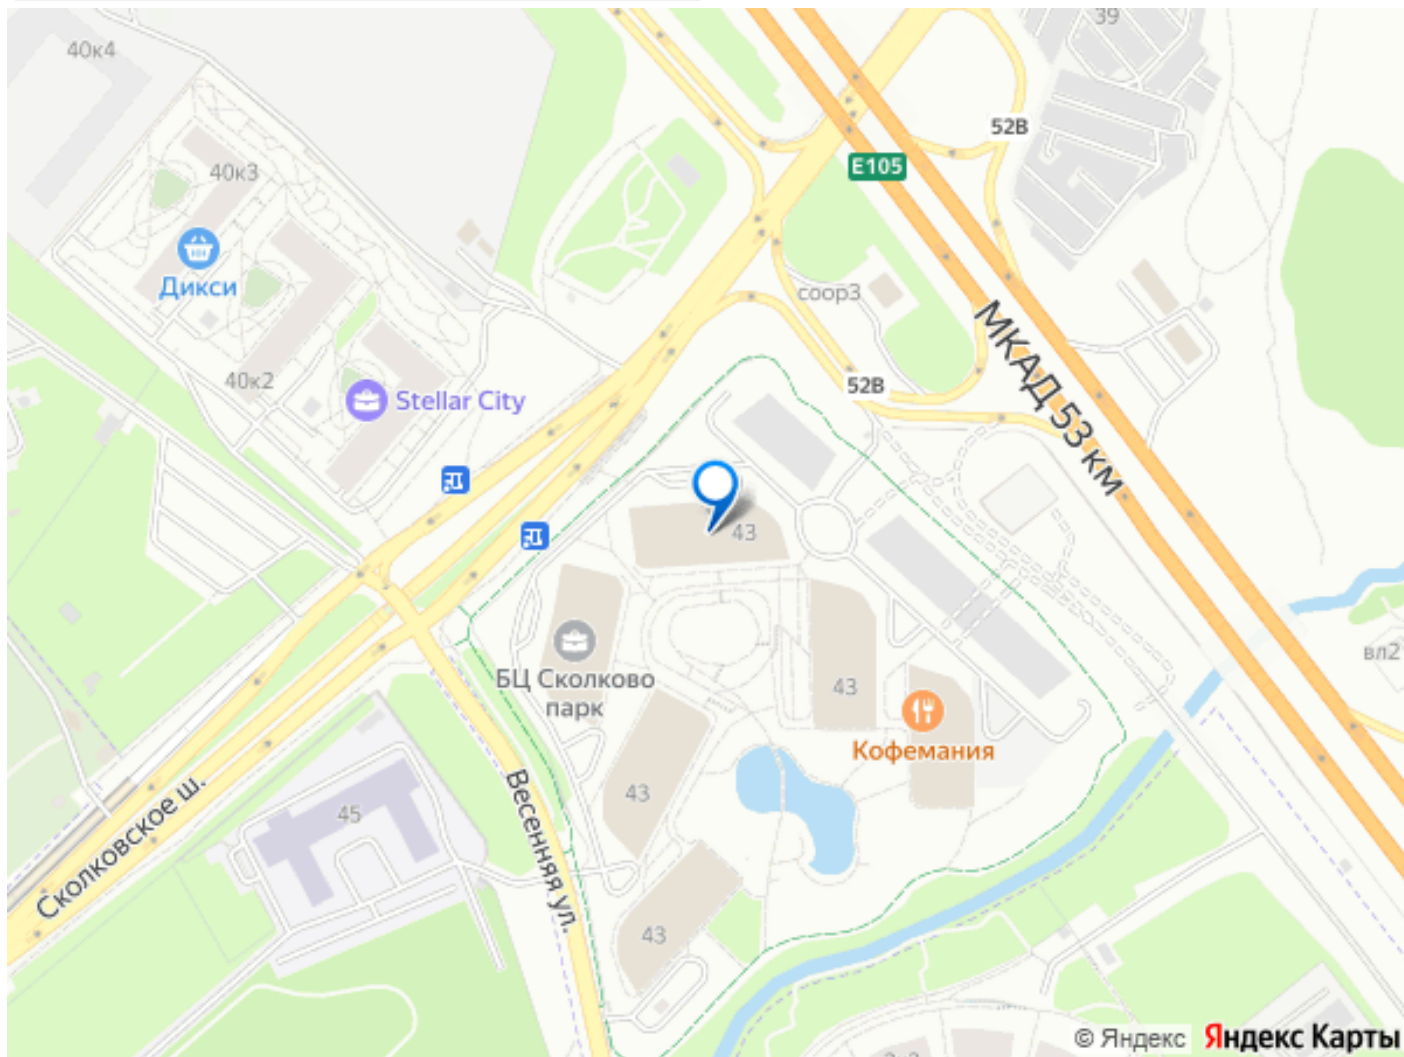 39
40к4
52В
E105
40к3
Дикси
соор3
40к2
52В
Stellar City
МКАД 53 км
43
вл2
БЦ Сколково
парк
43
Кофемания
43
45
Сколковское ш.
Весенняя ул.
43
© Яндекс
Яндекс Карты